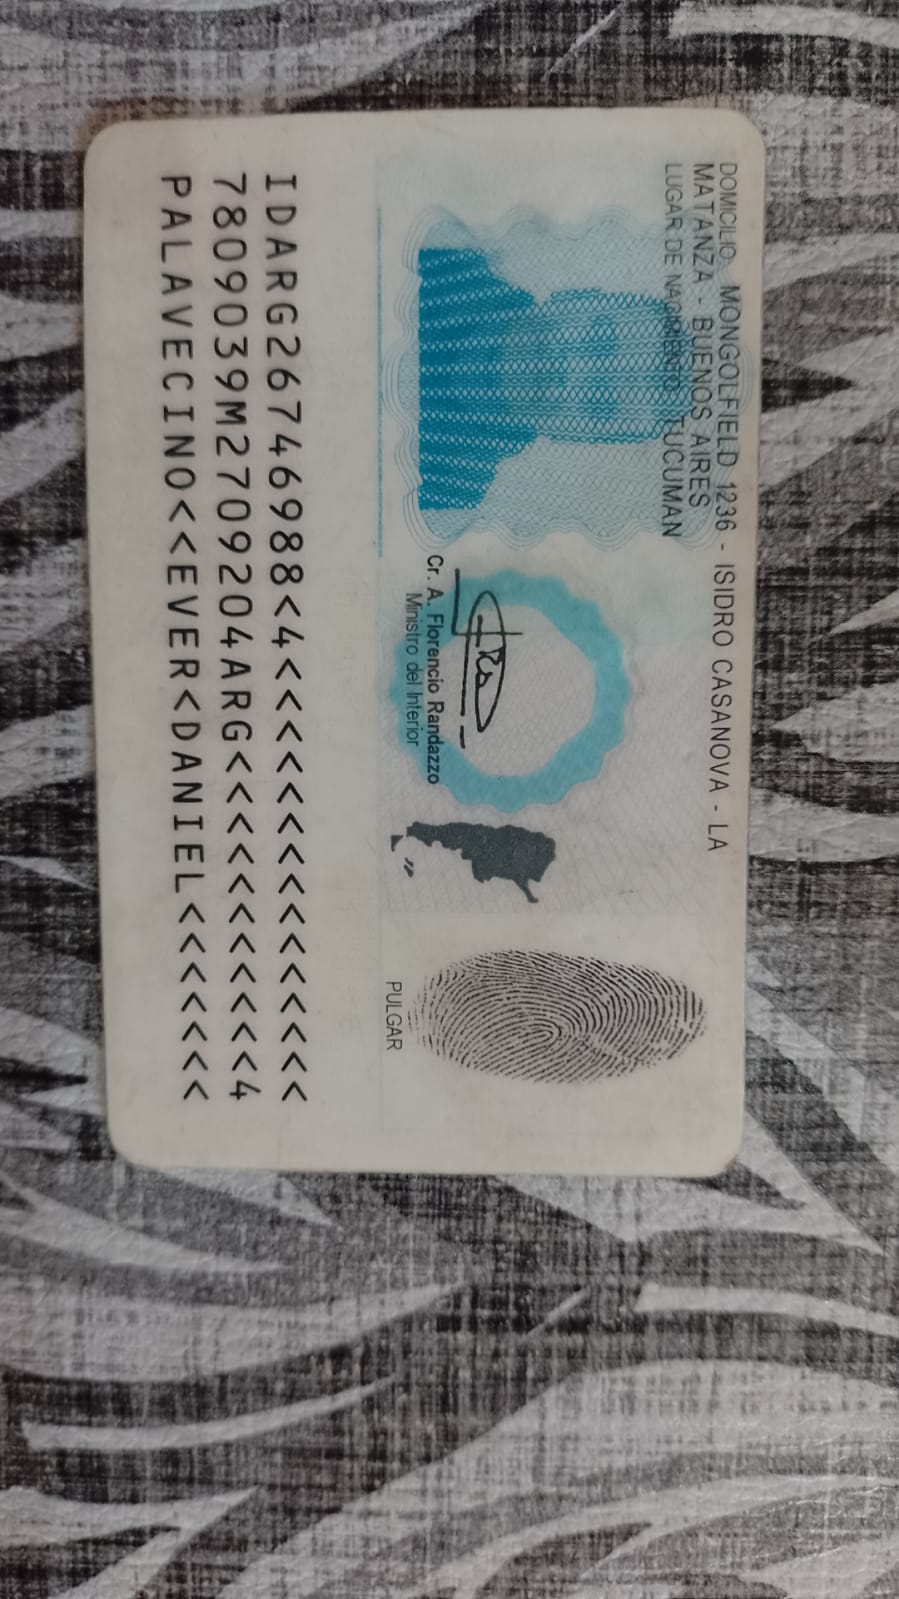 DOMICILIO: MONGOLFIELD 1236 - ISIDRO CASANOVA - LA
MATANZA - BUENOS AIRES
LUGAR DE NACIMIENTO: TUCUMAN
Cr. A. Florencio Randazzo
Ministro del Interior
PULGAR
IDARG26746988<4<<<<<<<<<<<<<<<
7809039M2709204ARG<<<<<<<<<<<4
PALAVECINO<<EVER<DANIEL<<<<<<<